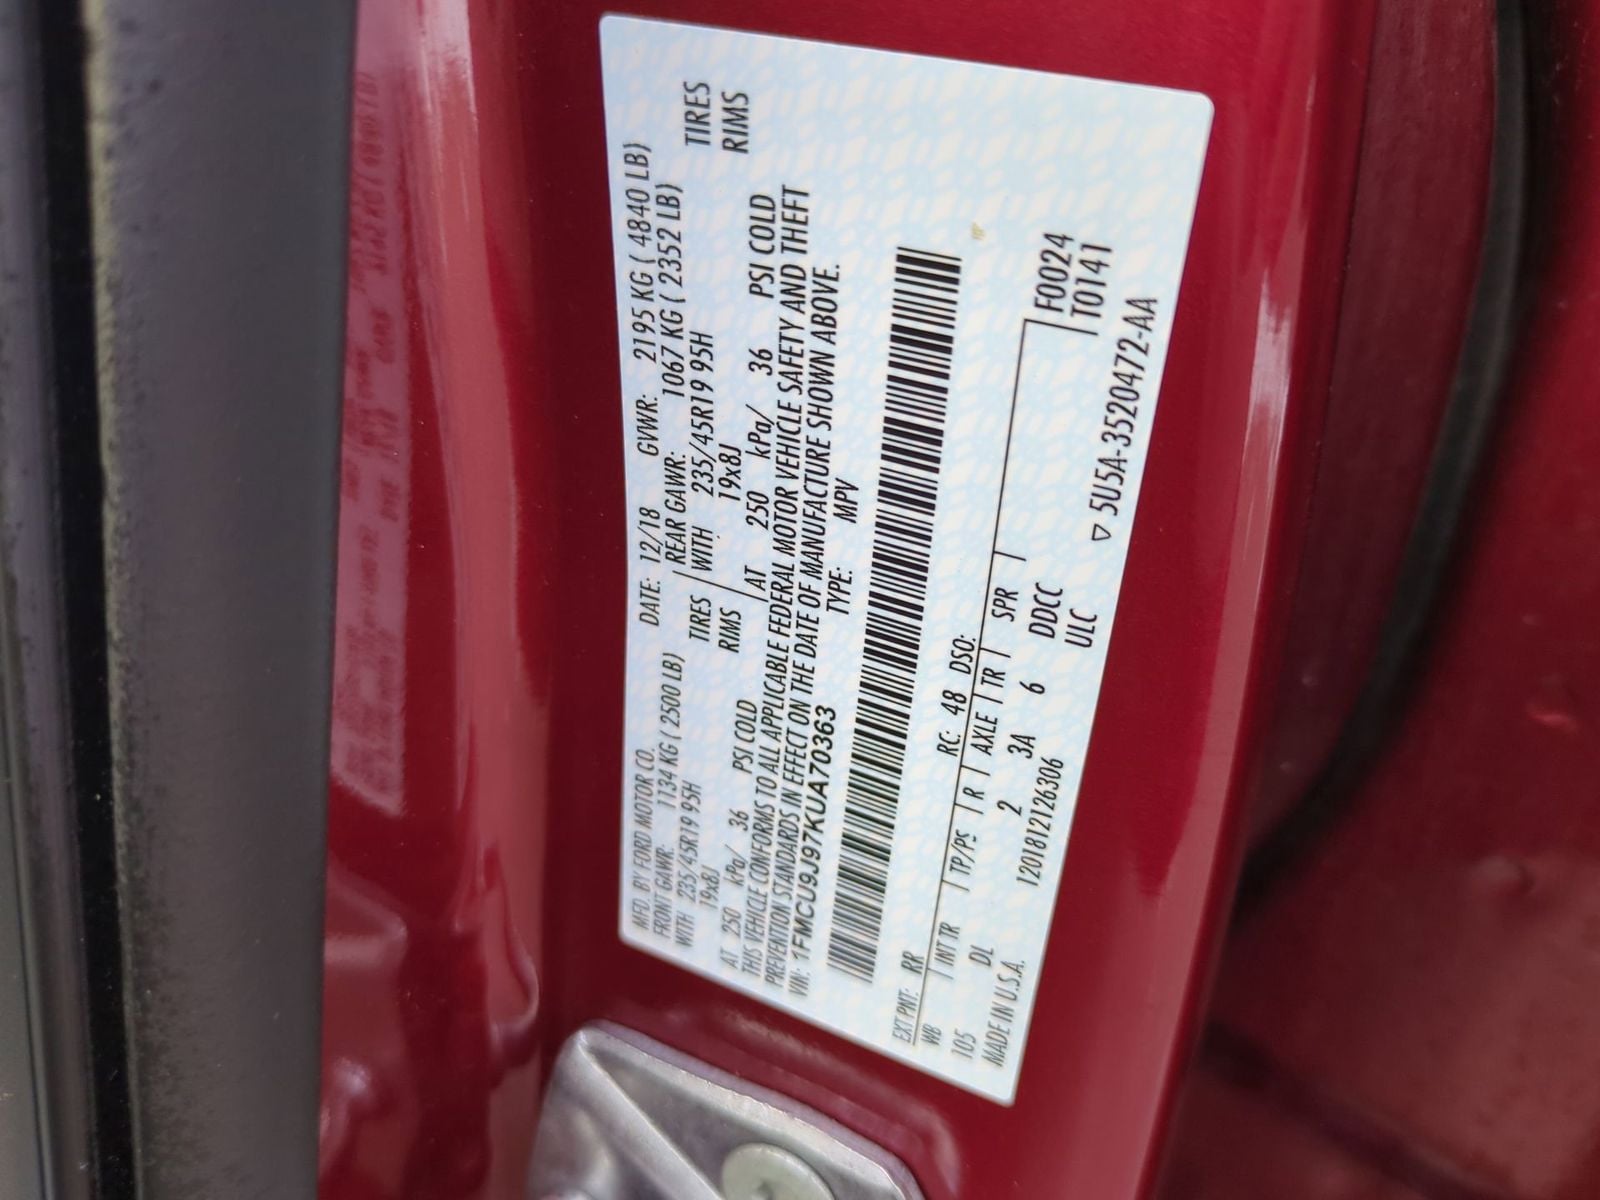 MFD. BY FORD MOTOR CO. DATE: 12/18 GVWR: 2195 KG ( 4840 LB)
FRONT GAWR: 1134 KG ( 2500 LB) REAR GAWR: 1067 KG ( 2352 LB)
WITH 235/45R19 95H TIRES WITH 235/45R19 95H TIRES
19x8J RIMS 19x8J RIMS
AT 250 kPa/ 36 PSI COLD AT 250 kPa/ 36 PSI COLD
THIS VEHICLE CONFORMS TO ALL APPLICABLE FEDERAL MOTOR VEHICLE SAFETY AND THEFT
PREVENTION STANDARDS IN EFFECT ON THE DATE OF MANUFACTURE SHOWN ABOVE.
VIN: 1FMCU9J97KUA70363 TYPE: MPV
EXT PNT: RR RC: 48 DSO: F0024
WB INT TR TP/PS R AXLE TR SPR T0141
105 DL 2 3A 6 DDCC
MADE IN U.S.A. 1201812126306 ULC ▽ 5U5A-3520472-AA